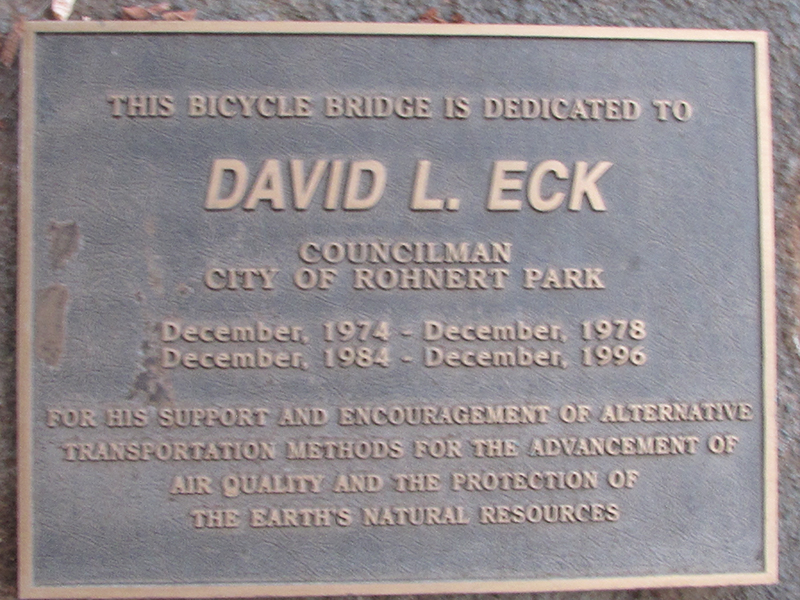 THIS BICYCLE BRIDGE IS DEDICATED TO
DAVID L. ECK
COUNCILMAN
CITY OF ROHNERT PARK
December, 1974 - December, 1978
December, 1984 - December, 1996
FOR HIS SUPPORT AND ENCOURAGEMENT OF ALTERNATIVE
TRANSPORTATION METHODS FOR THE ADVANCEMENT OF
AIR QUALITY AND THE PROTECTION OF
THE EARTH'S NATURAL RESOURCES